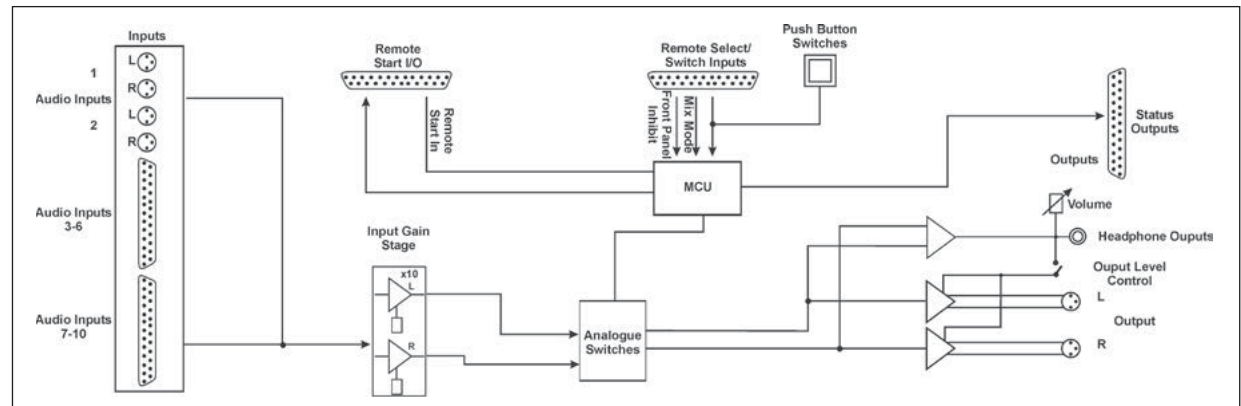 Inputs
L
1
R
Audio Inputs
L
2
R
Audio Inputs
3-6
Audio Inputs
7-10
Remote
Start I/O
Remote
Start In
Remote Select/
Switch Inputs
Push Button
Switches
Front Panel
Inhibit
Mix Mode
MCU
Status
Outputs
Outputs
Input Gain
Stage
x10
L
R
Analogue
Switches
Volume
Headphone Ouputs
Ouput Level
Control
L
Output
R